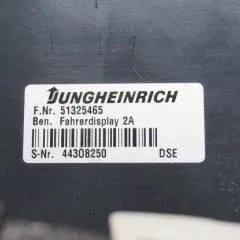 JUNGHEINRICH
F.Nr. 51325465
Ben. Fahrerdisplay 2A
S-Nr. 44308250 DSE